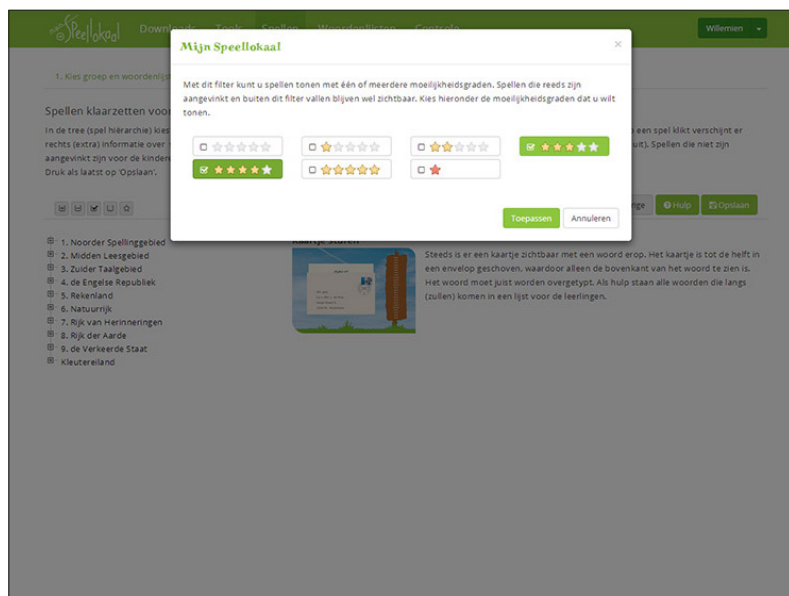 mijn Speellokaal
Downloads Tools Spellen Woordenlijsten Controle
Willemien
Mijn Speellokaal ×
1. Kies groep en woordenlijst
Met dit filter kunt u spellen tonen met één of meerdere moeilijkheidsgraden. Spellen die reeds zijn
aangevinkt en buiten dit filter vallen blijven wel zichtbaar. Kies hieronder de moeilijkheidsgraden dat u wilt
tonen.
Spellen klaarzetten voor
In de tree (spel hiërarchie) kies
een spel klikt verschijnt er
rechts (extra) informatie over
uit). Spellen die niet zijn
aangevinkt zijn voor de kinderen
Druk als laatst op 'Opslaan'.
Toepassen Annuleren
Hulp Opslaan
1. Noorder Spellinggebied
2. Midden Leesgebied
3. Zuider Taalgebied
4. de Engelse Republiek
5. Rekenland
6. Natuurrijk
7. Rijk van Herinneringen
8. Rijk der Aarde
9. de Verkeerde Staat
Kleutereiland
Kaartje sturen
Steeds is er een kaartje zichtbaar met een woord erop. Het kaartje is tot de helft in
een envelop geschoven, waardoor alleen de bovenkant van het woord te zien is.
Het woord moet juist worden overgetypt. Als hulp staan alle woorden die langs
(zullen) komen in een lijst voor de leerlingen.